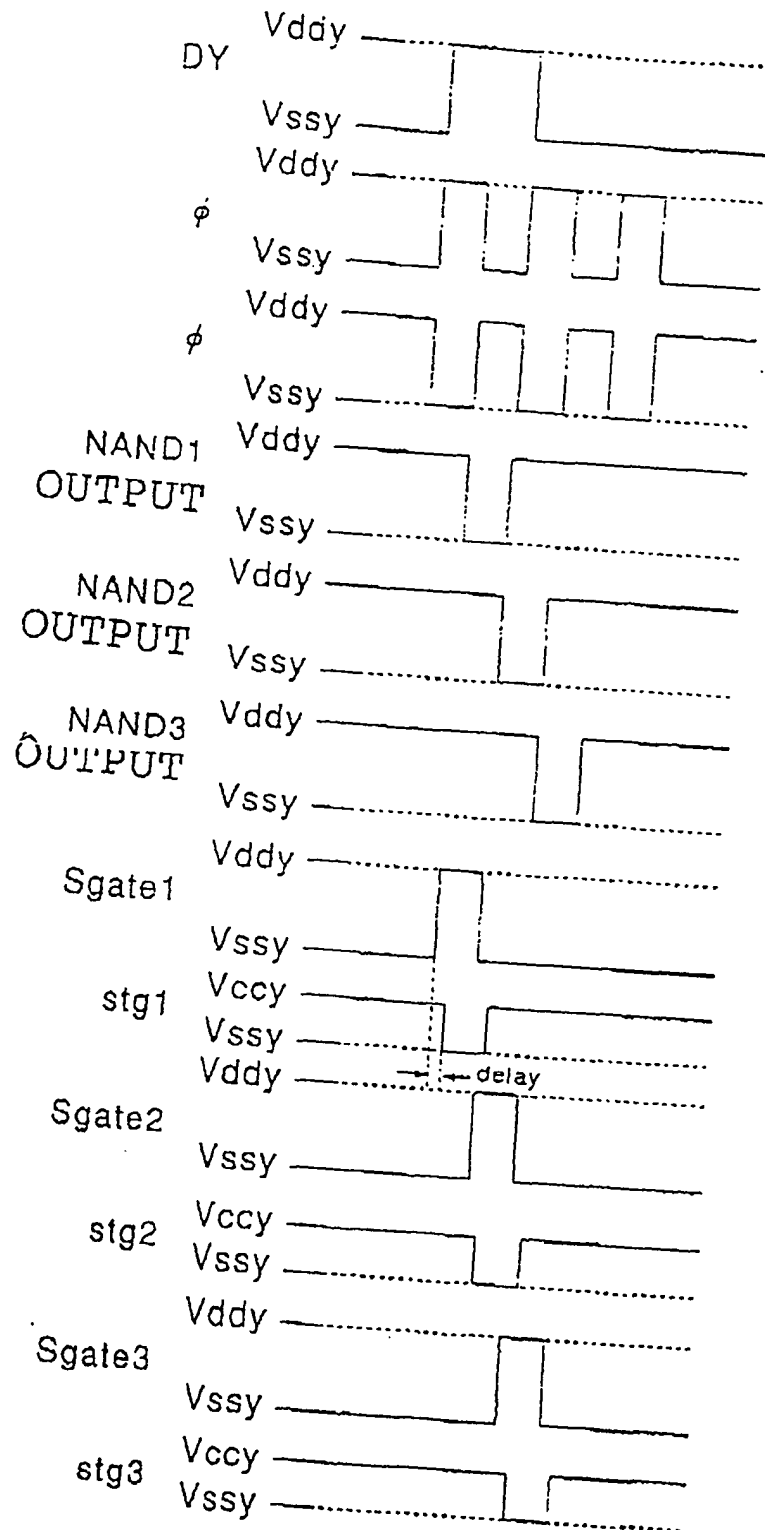 DY Vddy
Vssy
ϕ Vddy
Vssy
ϕ Vddy
Vssy
NAND1 OUTPUT Vddy
Vssy
NAND2 OUTPUT Vddy
Vssy
NAND3 OUTPUT Vddy
Vssy
Sgate1 Vddy
Vssy
stg1 Vccy
Vssy
Vddy delay
Sgate2
Vssy
stg2 Vccy
Vssy
Vddy
Sgate3
Vssy
stg3 Vccy
Vssy